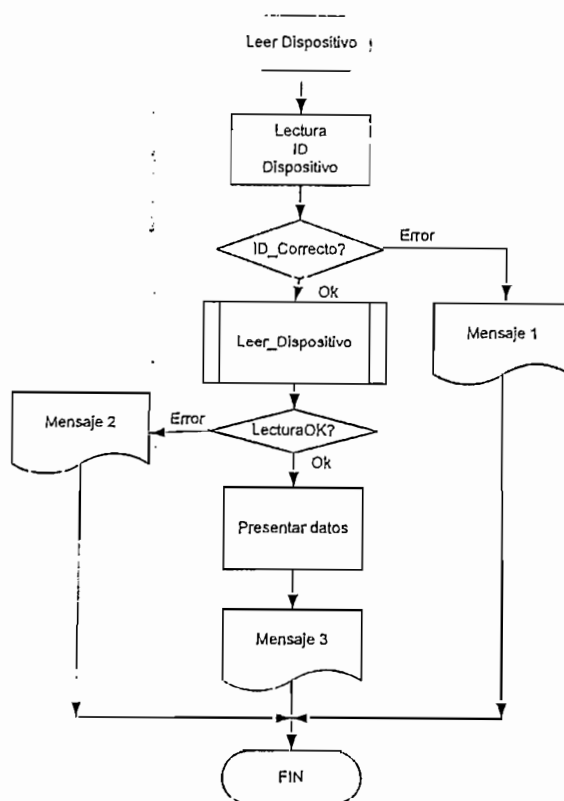 Leer Dispositivo
Lectura
ID
Dispositivo
ID_Correcto?
Error
Ok
Mensaje 1
Leer_Dispositivo
Mensaje 2
Error
LecturaOK?
Ok
Presentar datos
Mensaje 3
FIN